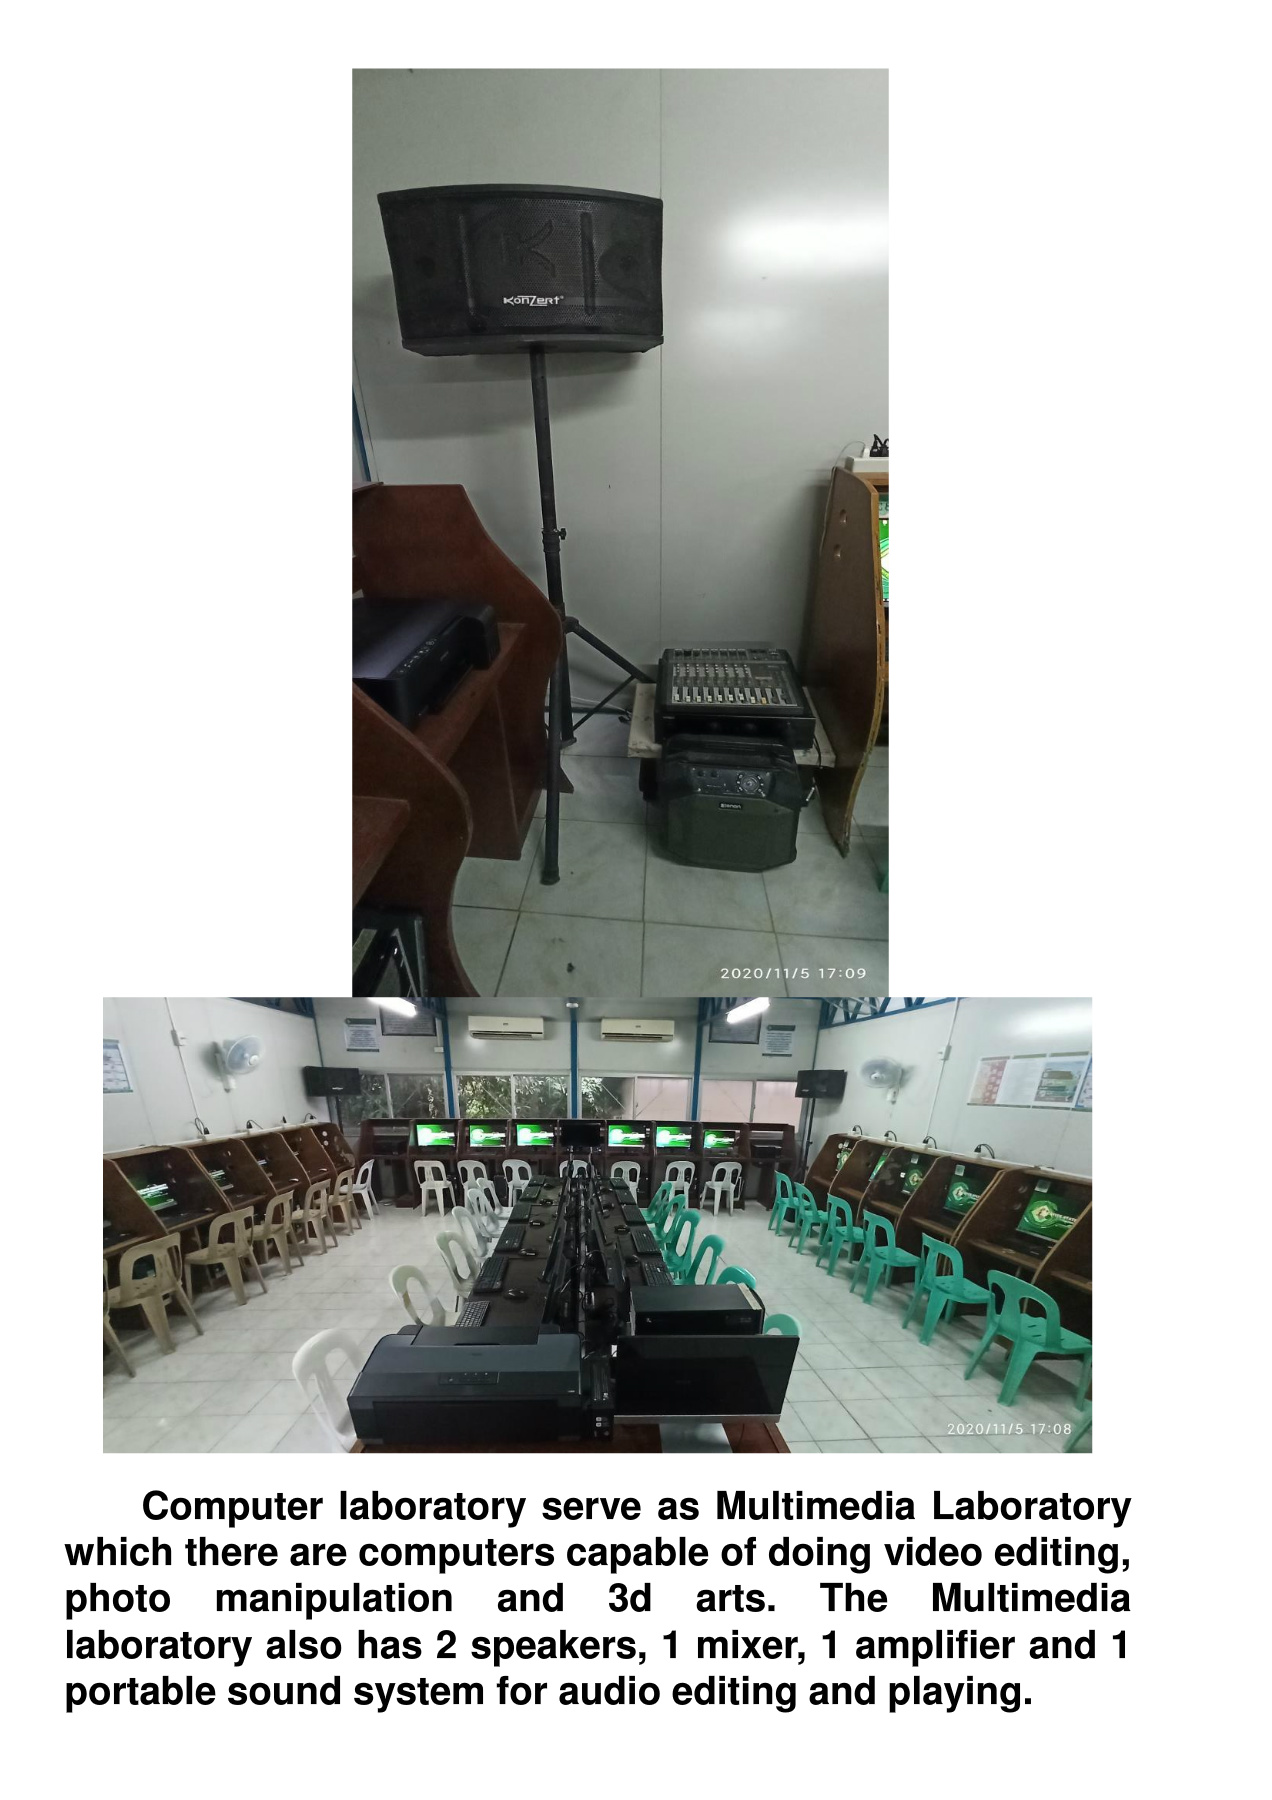 KonZert
2020/11/5 17:09
2020/11/5 17:08
Computer laboratory serve as Multimedia Laboratory
which there are computers capable of doing video editing,
photo manipulation and 3d arts. The Multimedia
laboratory also has 2 speakers, 1 mixer, 1 amplifier and 1
portable sound system for audio editing and playing.